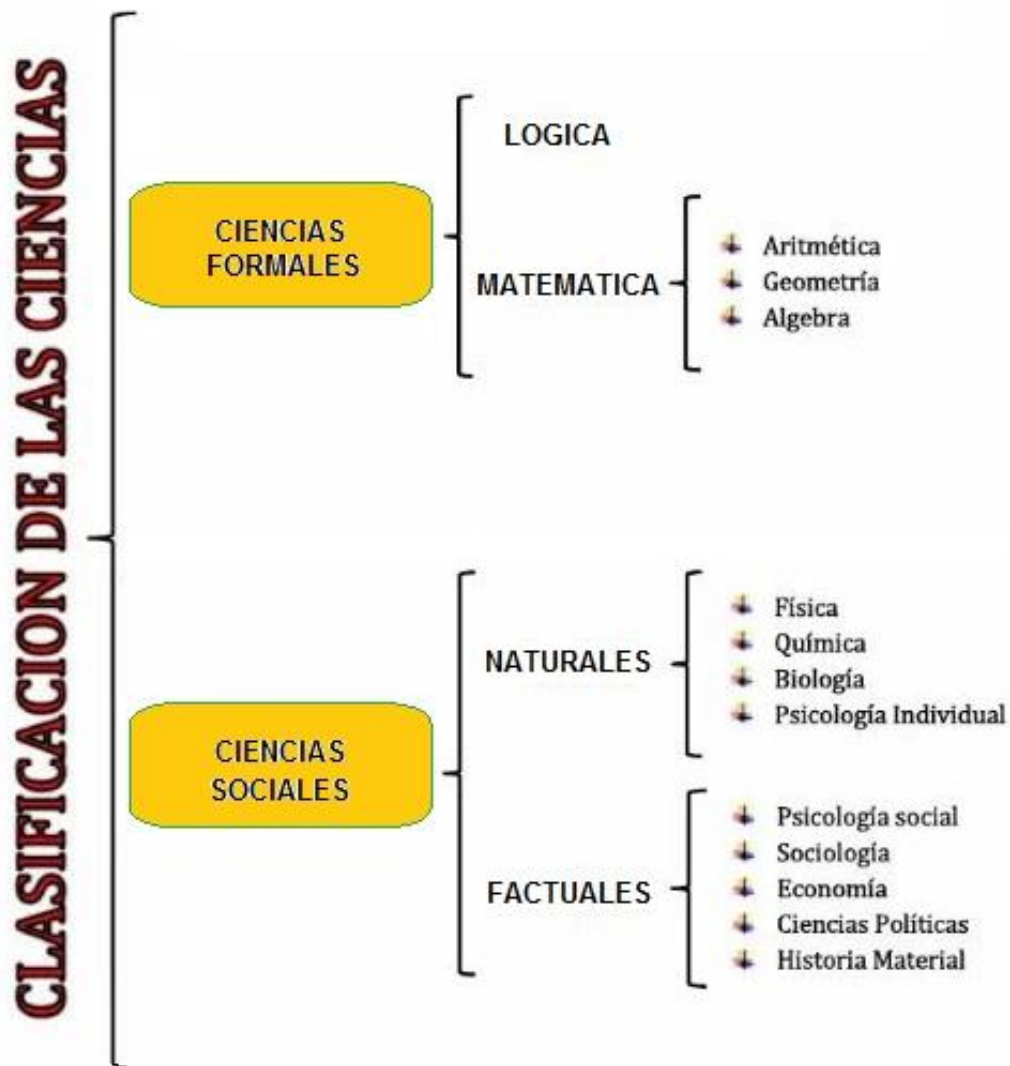 CLASIFICACION DE LAS CIENCIAS
CIENCIAS
FORMALES
LOGICA
MATEMATICA
Aritmética
Geometría
Algebra
CIENCIAS
SOCIALES
NATURALES
Física
Química
Biología
Psicología Individual
FACTUALES
Psicología social
Sociología
Economía
Ciencias Políticas
Historia Material